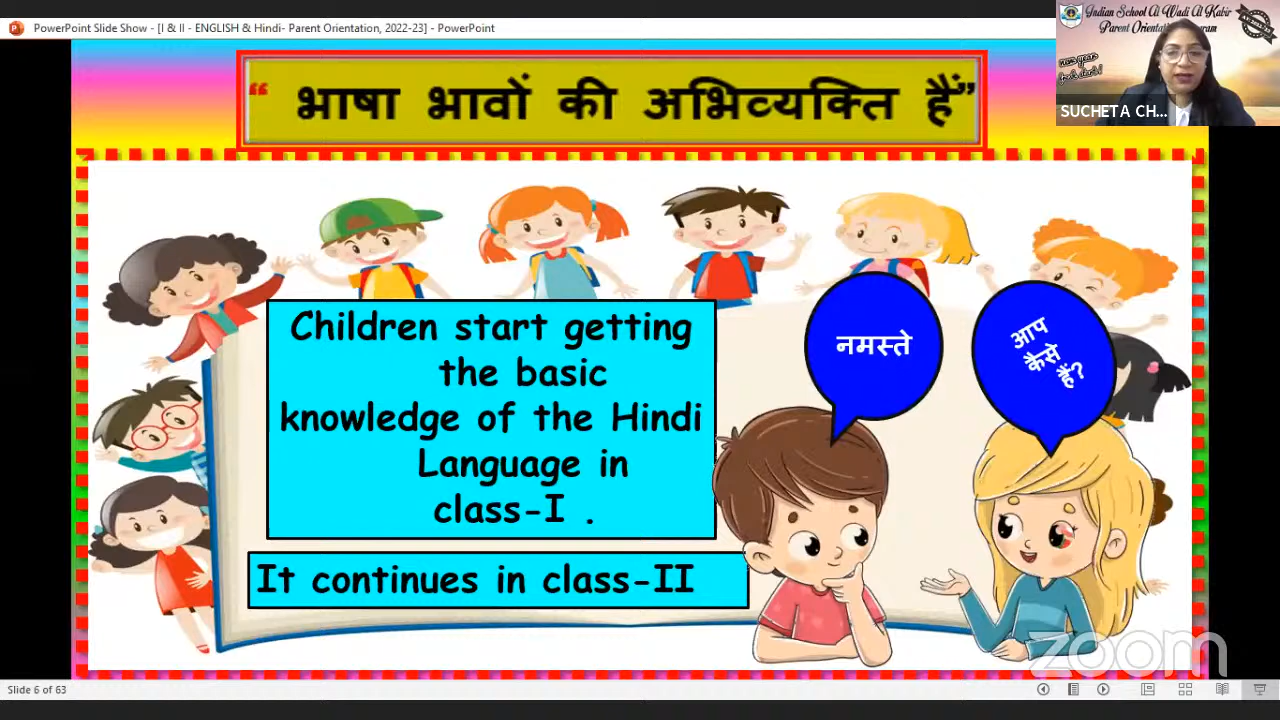 PowerPoint Slide Show - [I & II - ENGLISH & Hindi- Parent Orientation, 2022-23] - PowerPoint
Indian School Al Wadi Al Kabir
Parent Orientation Program
new year
SUCHETA CH...
“ भाषा भावों की अभिव्यक्ति हैं”
Children start getting
the basic
knowledge of the Hindi
Language in
class-I .
It continues in class-II
नमस्ते
आप
कैसे
हैं?
zoom
Slide 6 of 63